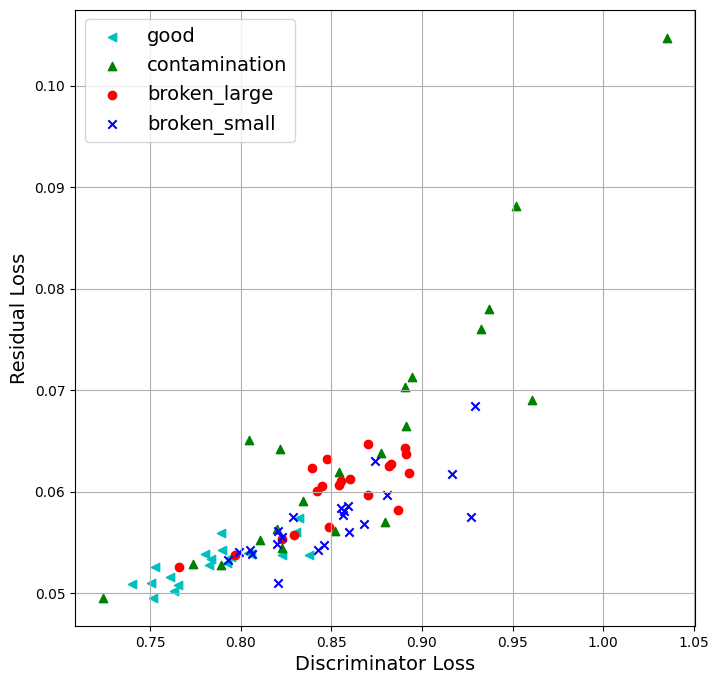 good
contamination
broken_large
broken_small
0.10
0.09
0.08
0.07
0.06
0.05
Residual Loss
0.75 0.80 0.85 0.90 0.95 1.00 1.05
Discriminator Loss